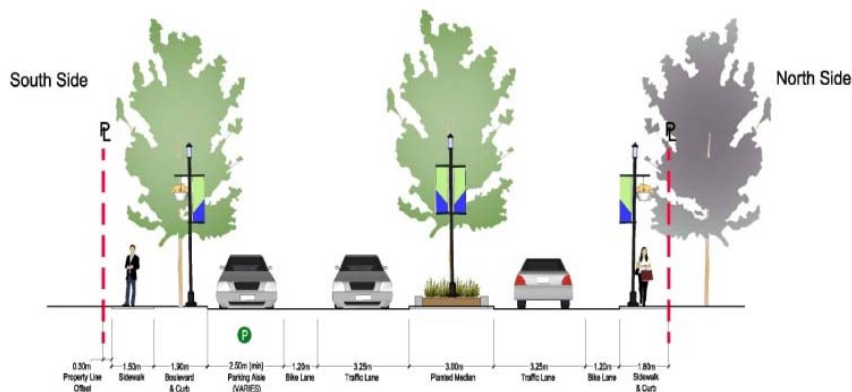 South Side
North Side
PL
PL
P
0.30m
Property Line
Offset
1.50m
Sidewalk
1.90m
Boulevard
& Curb
2.50m (min)
Parking Aisle
(VARIES)
1.20m
Bike Lane
3.25m
Traffic Lane
3.00m
Planted Median
3.25m
Traffic Lane
1.20m
Bike Lane
1.80m
Sidewalk
& Curb